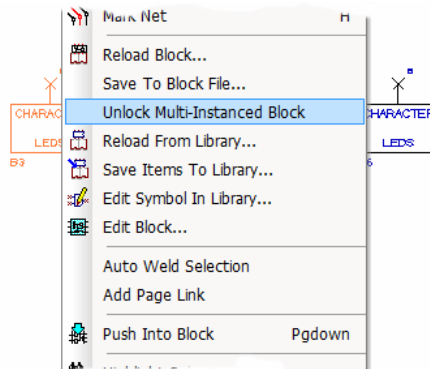 Mark Net H
Reload Block...
Save To Block File...
Unlock Multi-Instanced Block
Reload From Library...
Save Items To Library...
Edit Symbol In Library...
Edit Block...
Auto Weld Selection
Add Page Link
Push Into Block Pgdown
CHARAC
LEDS
B3
HARACTER
LEDS